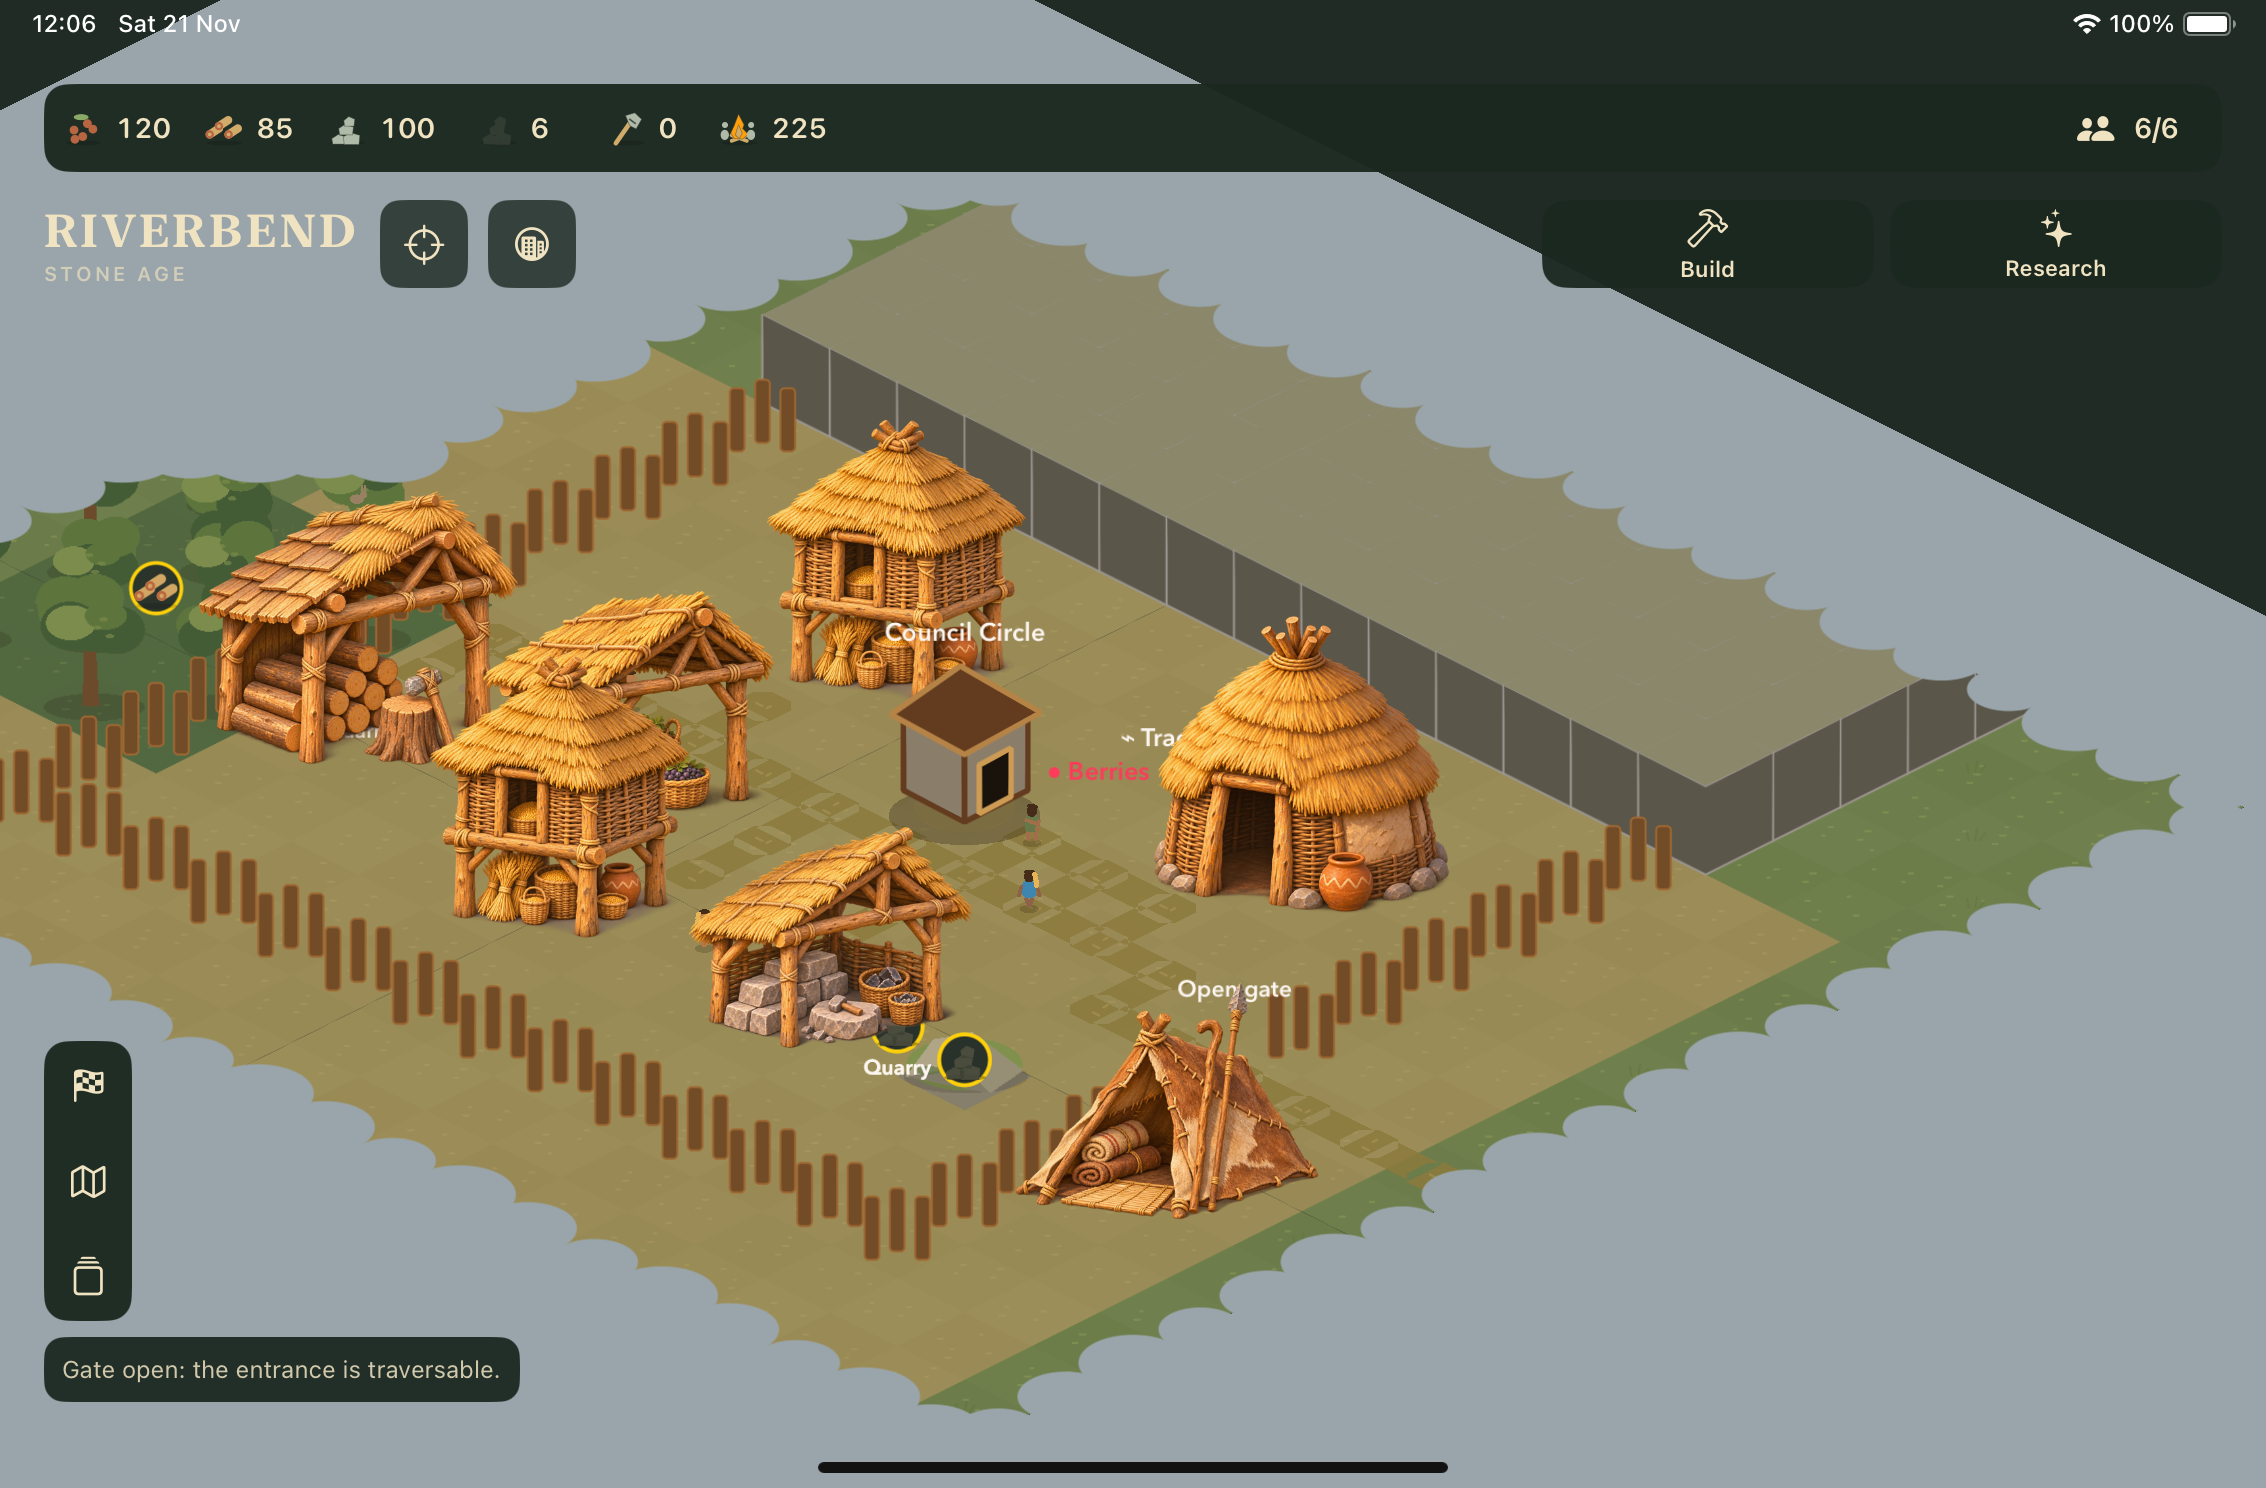 12:06 Sat 21 Nov 100%
120 85 100 6 0 225 6/6
RIVERBEND
STONE AGE
Build
Research
Council Circle
Berries
Open gate
Quarry
Gate open: the entrance is traversable.